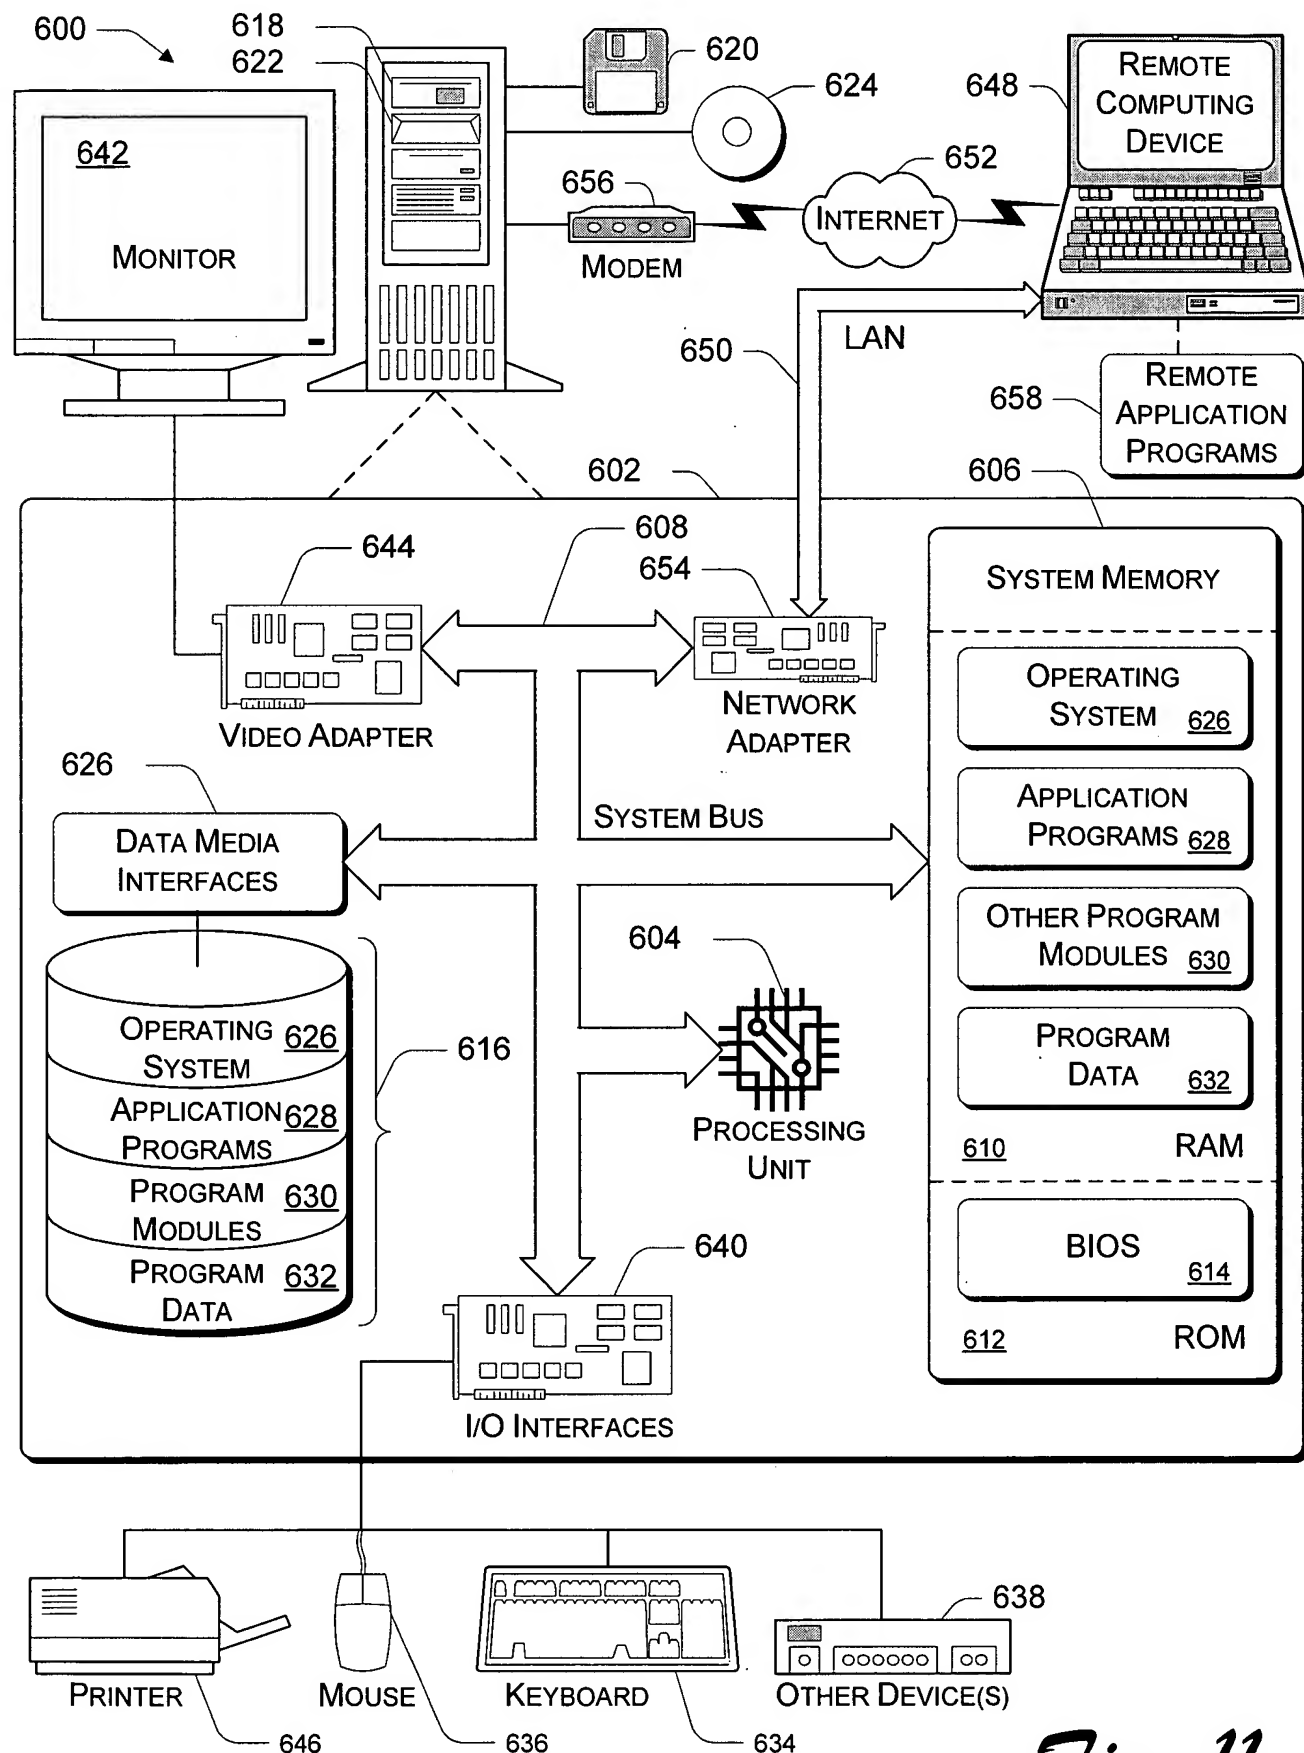 600
618
622
620
624
648
REMOTE
COMPUTING
DEVICE
642
MONITOR
656
MODEM
652
INTERNET
LAN
650
658
REMOTE
APPLICATION
PROGRAMS
602
606
644
608
654
VIDEO ADAPTER
NETWORK
ADAPTER
SYSTEM MEMORY
OPERATING
SYSTEM 626
APPLICATION
PROGRAMS 628
OTHER PROGRAM
MODULES 630
PROGRAM
DATA 632
610 RAM
BIOS
614
612 ROM
626
DATA MEDIA
INTERFACES
SYSTEM BUS
604
PROCESSING
UNIT
OPERATING 626
SYSTEM
616
APPLICATION 628
PROGRAMS
PROGRAM 630
MODULES
PROGRAM 632
DATA
640
I/O INTERFACES
638
PRINTER
MOUSE
KEYBOARD
OTHER DEVICE(S)
646
636
634
Fig. 11